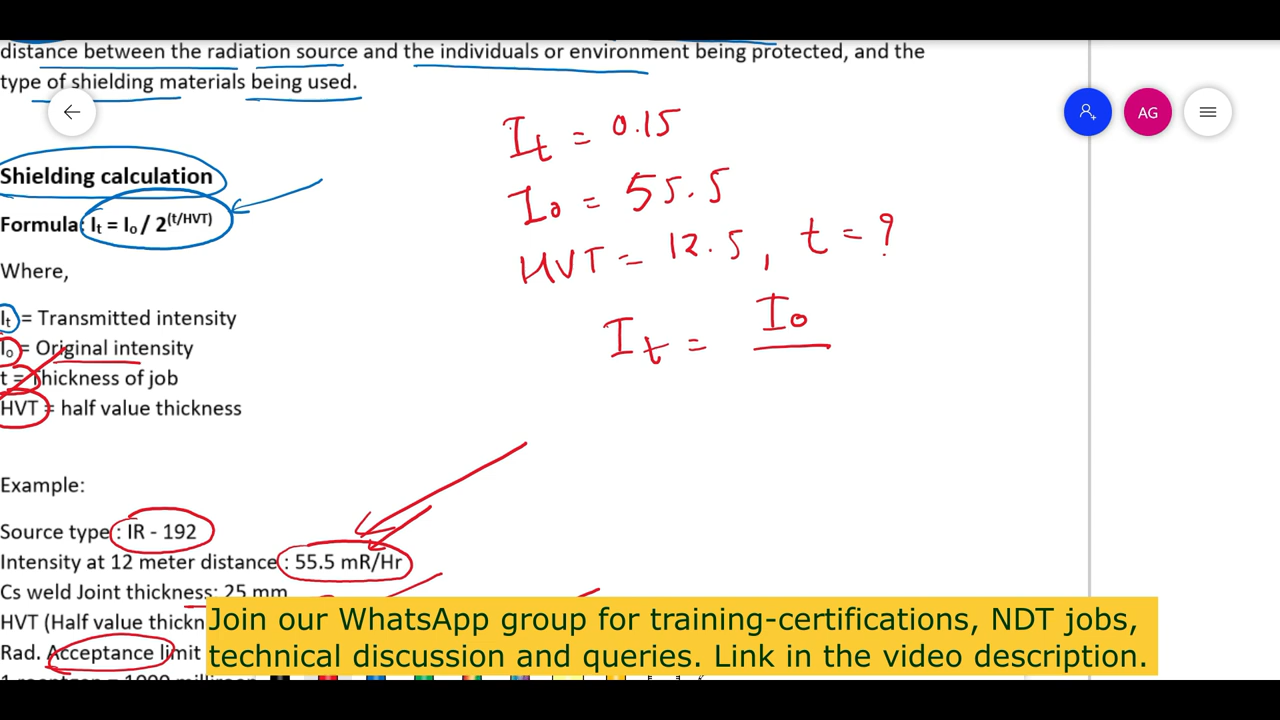 distance between the radiation source and the individuals or environment being protected, and the
type of shielding materials being used.
AG
Shielding calculation
Formula: It = Io / 2(t/HVT)
Where,
It = Transmitted intensity
Io = Original intensity
t = Thickness of job
HVT = half value thickness
It = 0.15
Io = 55.5
HVT = 12.5, t = ?
It = Io
Example:
Source type : IR - 192
Intensity at 12 meter distance : 55.5 mR/Hr
Cs weld Joint thickness: 25 mm
HVT (Half value thickn
Rad. Acceptance limit
Join our WhatsApp group for training-certifications, NDT jobs,
technical discussion and queries. Link in the video description.